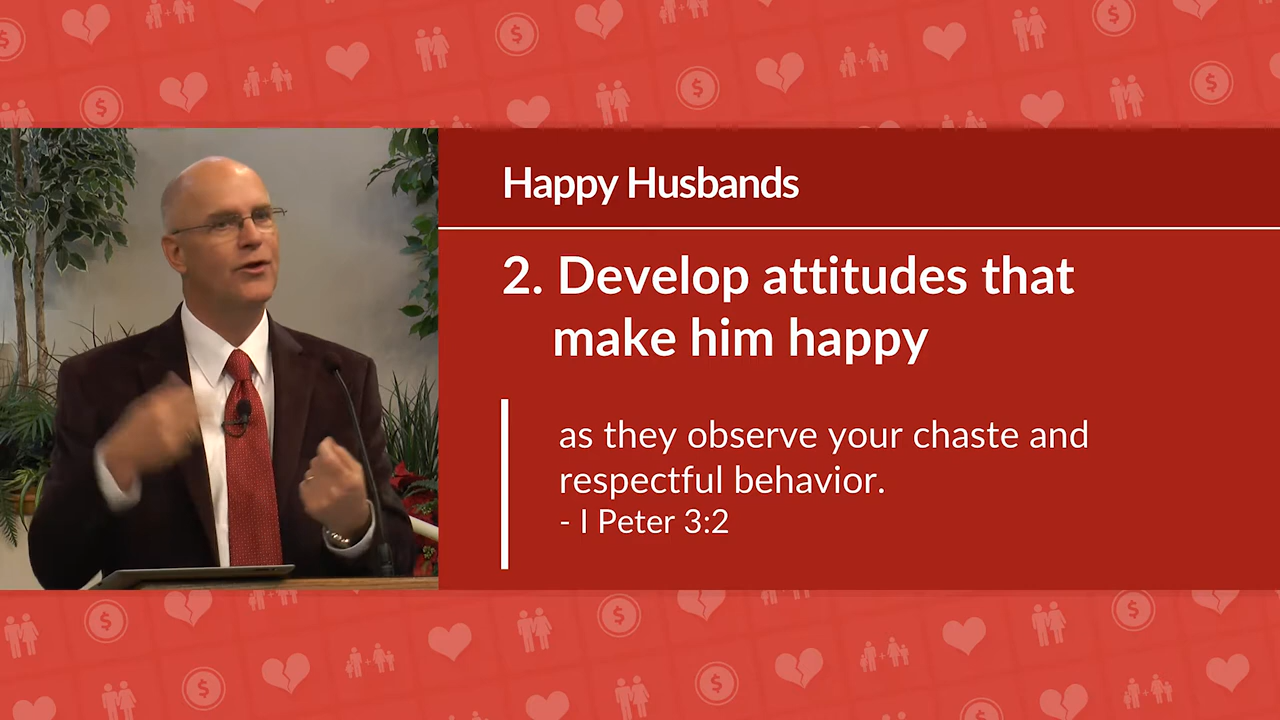 Happy Husbands
2. Develop attitudes that
make him happy
as they observe your chaste and
respectful behavior.
- I Peter 3:2